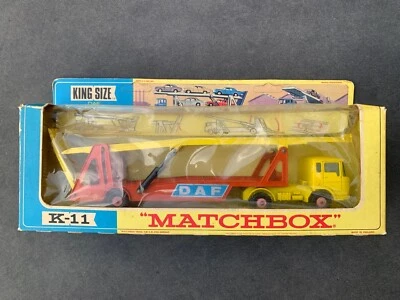 KING SIZE
DAF
K-11
"MATCHBOX"